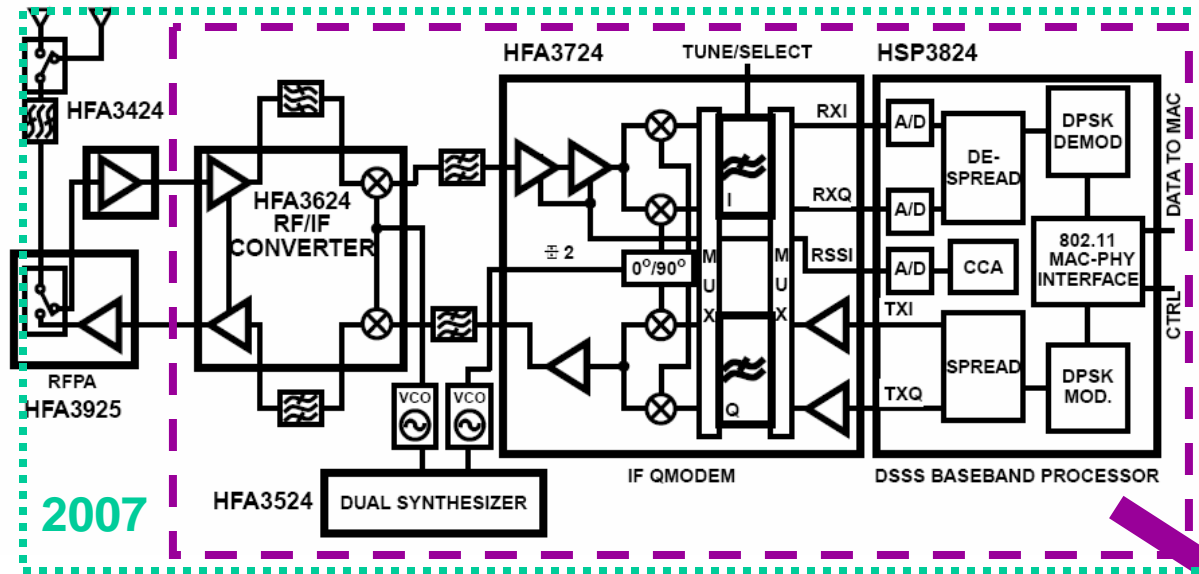 HFA3724
TUNE/SELECT
HSP3824
HFA3424
RXI
A/D
DPSK
DEMOD
DATA TO MAC
DE-
SPREAD
HFA3624
RF/IF
CONVERTER
I
RXQ
A/D
÷ 2
0°/90°
MUX
MUX
RSSI
A/D
CCA
802.11
MAC-PHY
INTERFACE
CTRL
TXI
SPREAD
RFPA
HFA3925
VCO
VCO
Q
TXQ
DPSK
MOD.
IF QMODEM
DSSS BASEBAND PROCESSOR
2007
HFA3524
DUAL SYNTHESIZER